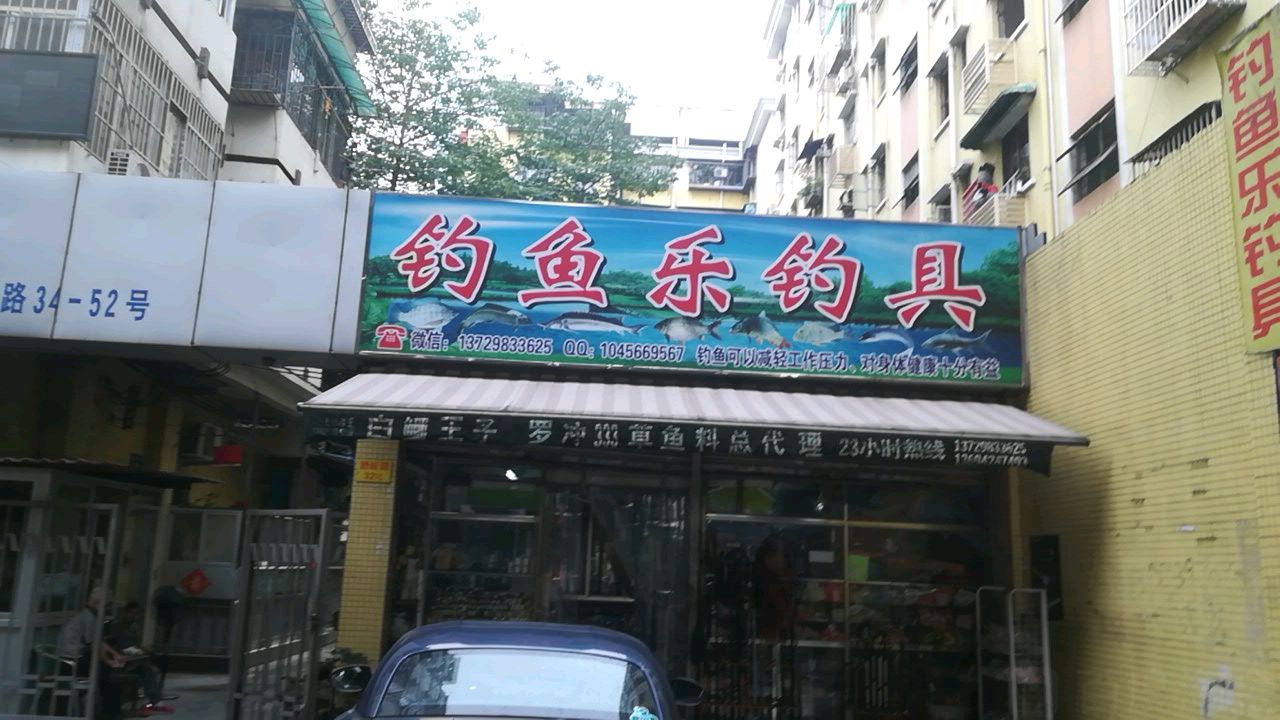 钓鱼乐钓具
微信：13729833625 QQ：1045669567 钓鱼可以减轻工作压力、对身体健康十分有益
白鲫王子 罗冲㘵草鱼料总代理 23小时热线 13729833625
路34-52号
钓鱼乐钓具